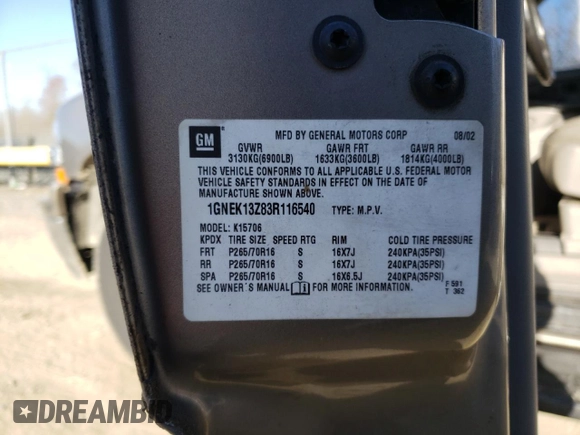 GM
MFD BY GENERAL MOTORS CORP 08/02
GVWR GAWR FRT GAWR RR
3130KG(6900LB) 1633KG(3600LB) 1814KG(4000LB)
THIS VEHICLE CONFORMS TO ALL APPLICABLE U.S. FEDERAL MOTOR
VEHICLE SAFETY STANDARDS IN EFFECT ON THE DATE OF
MANUFACTURE SHOWN ABOVE.
1GNEK13Z83R116540 TYPE: M.P.V.
MODEL: K15706
KPDX TIRE SIZE SPEED RTG RIM COLD TIRE PRESSURE
FRT P265/70R16 S 16X7J 240KPA(35PSI)
RR P265/70R16 S 16X7J 240KPA(35PSI)
SPA P265/70R16 S 16X6.5J 240KPA(35PSI)
SEE OWNER'S MANUAL FOR MORE INFORMATION.
F 591
T 362
DREAMBID